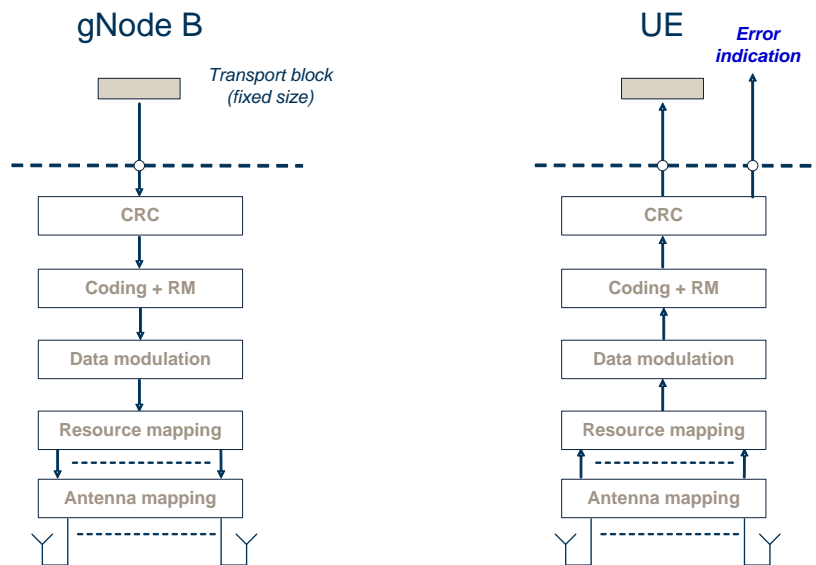 gNode B
UE
Error
indication
Transport block
(fixed size)
CRC
CRC
Coding + RM
Coding + RM
Data modulation
Data modulation
Resource mapping
Resource mapping
Antenna mapping
Antenna mapping